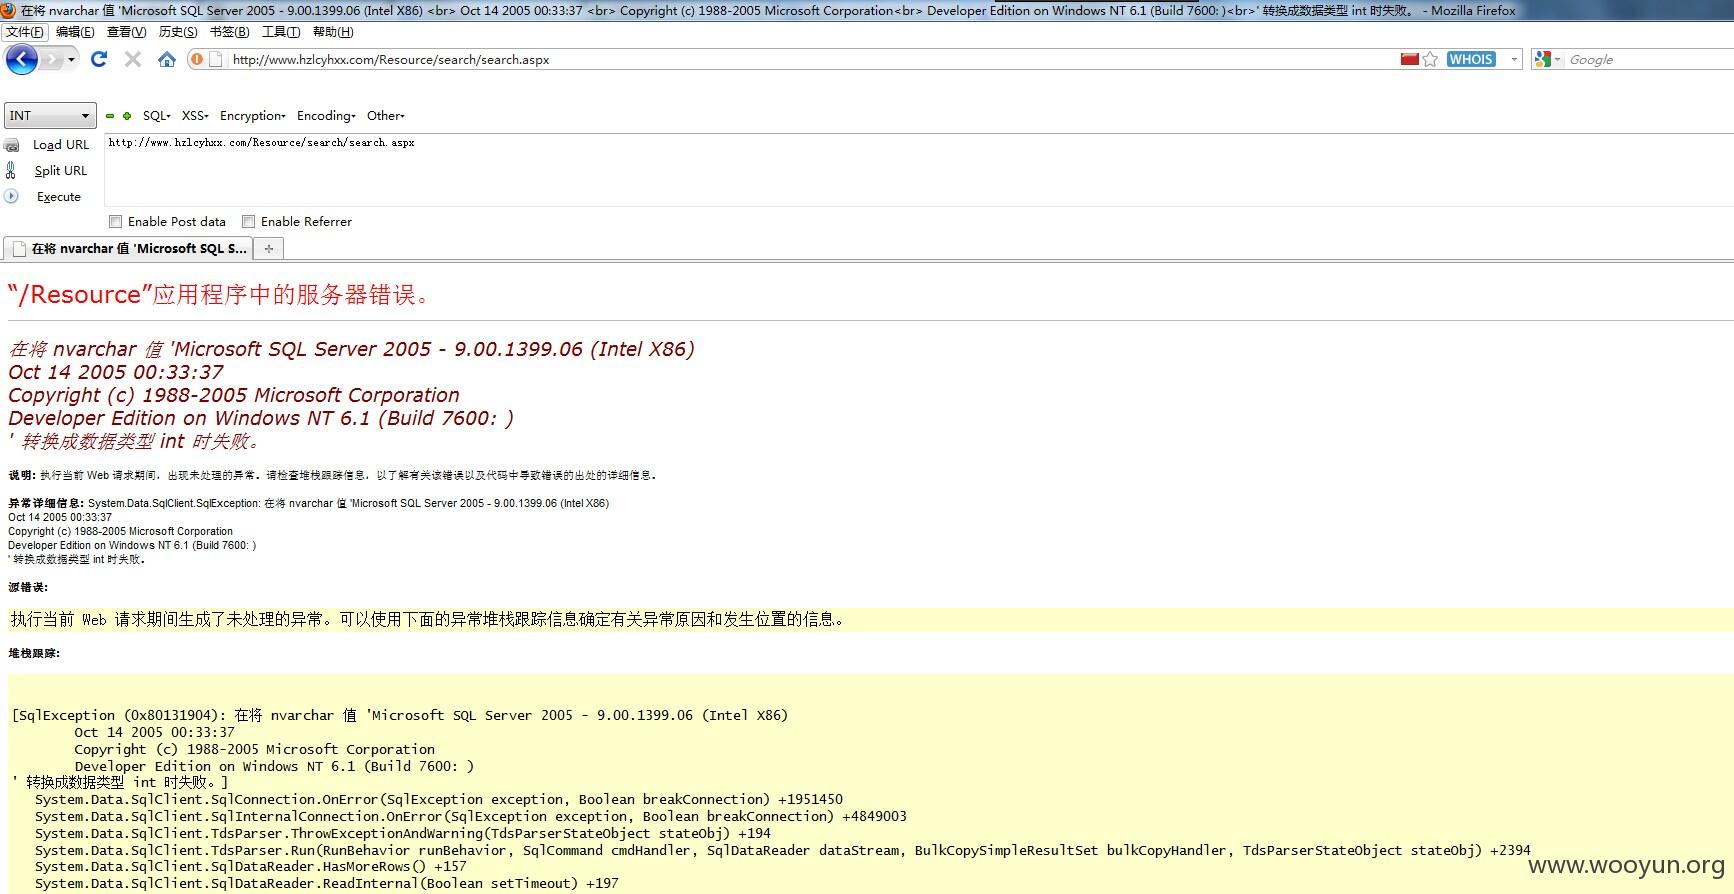 在将 nvarchar 值 'Microsoft SQL Server 2005 - 9.00.1399.06 (Intel X86) <br> Oct 14 2005 00:33:37 <br> Copyright (c) 1988-2005 Microsoft Corporation<br> Developer Edition on Windows NT 6.1 (Build 7600: )<br>' 转换成数据类型 int 时失败。 - Mozilla Firefox
文件(F) 编辑(E) 查看(V) 历史(S) 书签(B) 工具(T) 帮助(H)
http://www.hzlcyhxx.com/Resource/search/search.aspx WHOIS Google
INT SQL XSS Encryption Encoding Other
Load URL http://www.hzlcyhxx.com/Resource/search/search.aspx
Split URL
Execute
Enable Post data Enable Referrer
在将 nvarchar 值 'Microsoft SQL S...
“/Resource”应用程序中的服务器错误。
在将 nvarchar 值 'Microsoft SQL Server 2005 - 9.00.1399.06 (Intel X86)
Oct 14 2005 00:33:37
Copyright (c) 1988-2005 Microsoft Corporation
Developer Edition on Windows NT 6.1 (Build 7600: )
' 转换成数据类型 int 时失败。
说明: 执行当前 Web 请求期间，出现未处理的异常。请检查堆栈跟踪信息，以了解有关该错误以及代码中导致错误的出处的详细信息。
异常详细信息: System.Data.SqlClient.SqlException: 在将 nvarchar 值 'Microsoft SQL Server 2005 - 9.00.1399.06 (Intel X86)
Oct 14 2005 00:33:37
Copyright (c) 1988-2005 Microsoft Corporation
Developer Edition on Windows NT 6.1 (Build 7600: )
' 转换成数据类型 int 时失败。
源错误:
执行当前 Web 请求期间生成了未处理的异常。可以使用下面的异常堆栈跟踪信息确定有关异常原因和发生位置的信息。
堆栈跟踪:
[SqlException (0x80131904): 在将 nvarchar 值 'Microsoft SQL Server 2005 - 9.00.1399.06 (Intel X86)
Oct 14 2005 00:33:37
Copyright (c) 1988-2005 Microsoft Corporation
Developer Edition on Windows NT 6.1 (Build 7600: )
' 转换成数据类型 int 时失败。]
System.Data.SqlClient.SqlConnection.OnError(SqlException exception, Boolean breakConnection) +1951450
System.Data.SqlClient.SqlInternalConnection.OnError(SqlException exception, Boolean breakConnection) +4849003
System.Data.SqlClient.TdsParser.ThrowExceptionAndWarning(TdsParserStateObject stateObj) +194
System.Data.SqlClient.TdsParser.Run(RunBehavior runBehavior, SqlCommand cmdHandler, SqlDataReader dataStream, BulkCopySimpleResultSet bulkCopyHandler, TdsParserStateObject stateObj) +2394
System.Data.SqlClient.SqlDataReader.HasMoreRows() +157
System.Data.SqlClient.SqlDataReader.ReadInternal(Boolean setTimeout) +197
www.wooyun.org